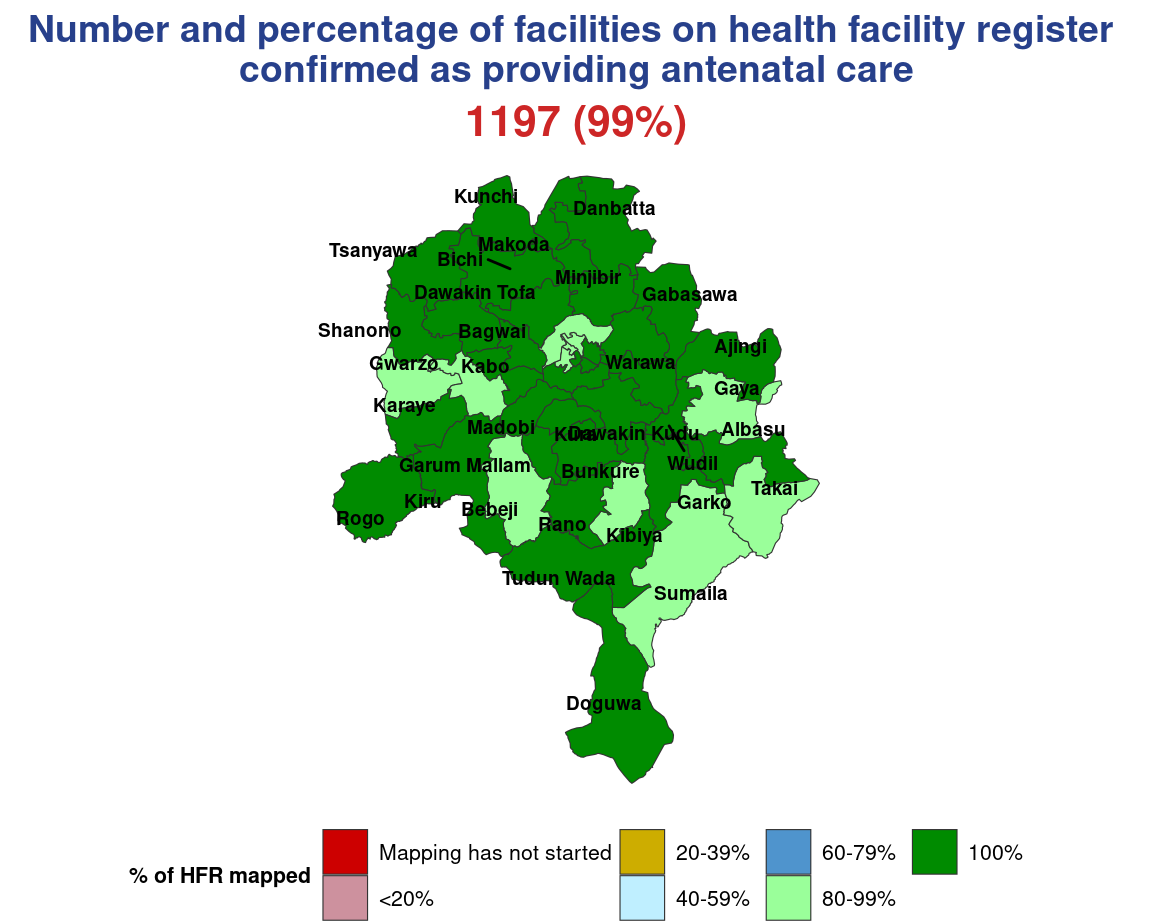 Number and percentage of facilities on health facility register
confirmed as providing antenatal care
1197 (99%)
Kunchi
Danbatta
Makoda
Tsanyawa
Bichi
Minjibir
Dawakin Tofa
Gabasawa
Shanono
Bagwai
Ajingi
Gwarzo
Kabo
Warawa
Gaya
Karaye
Madobi
Kura
Dawakin Kudu
Albasu
Garum Mallam
Bunkure
Wudil
Takai
Kiru
Garko
Bebeji
Rogo
Rano
Kibiya
Tudun Wada
Sumaila
Doguwa
% of HFR mapped
Mapping has not started
<20%
20-39%
40-59%
60-79%
80-99%
100%